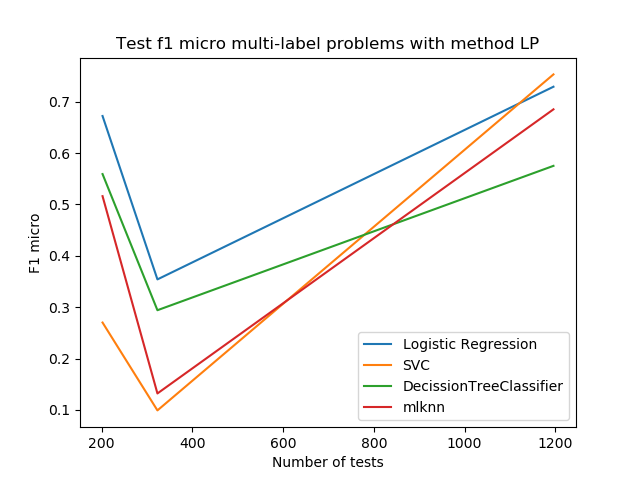 Test f1 micro multi-label problems with method LP
F1 micro
0.7
0.6
0.5
0.4
0.3
0.2
0.1
Logistic Regression
SVC
DecissionTreeClassifier
mlknn
200 400 600 800 1000 1200
Number of tests